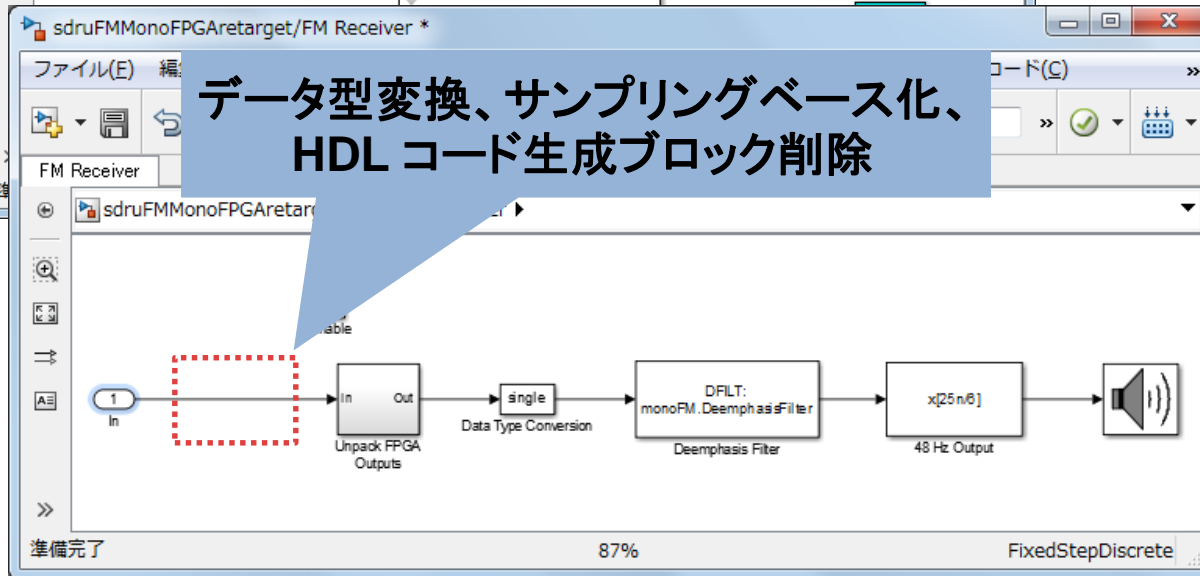 sdruFMMonoFPGAretarget/FM Receiver *
ファイル(F) 編
コード(C) »
データ型変換、サンプリングベース化、
HDL コード生成ブロック削除
»
FM Receiver
sdruFMMonoFPGAretar
1
In
In Out
Unpack FPGA
Outputs
single
Data Type Conversion
DFILT:
monoFM.DeemphasisFilter
Deemphasis Filter
x[25n/6]
48 Hz Output
A
»
準備完了 87% FixedStepDiscrete